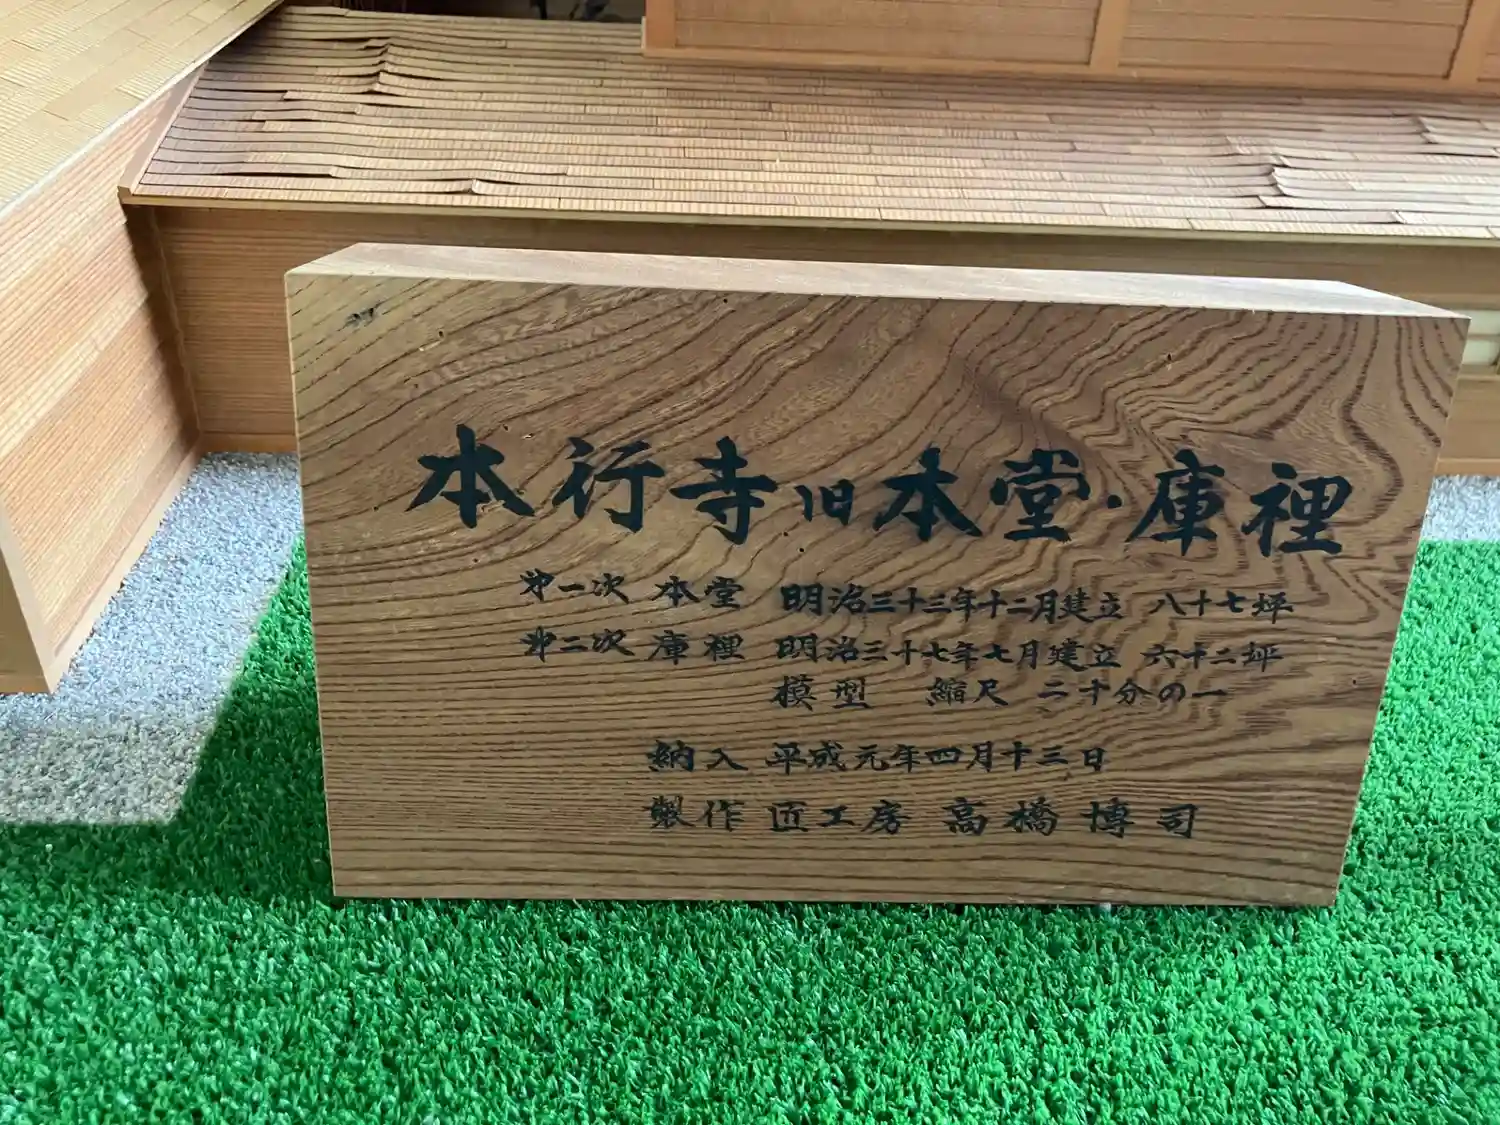 本行寺旧本堂・庫裡
第一次 本堂 明治三十三年十二月建立 八十七坪
第二次 庫裡 明治三十七年七月建立 六十二坪
模型 縮尺 二十分の一
納入 平成元年四月十三日
製作 匠工房 高橋博司